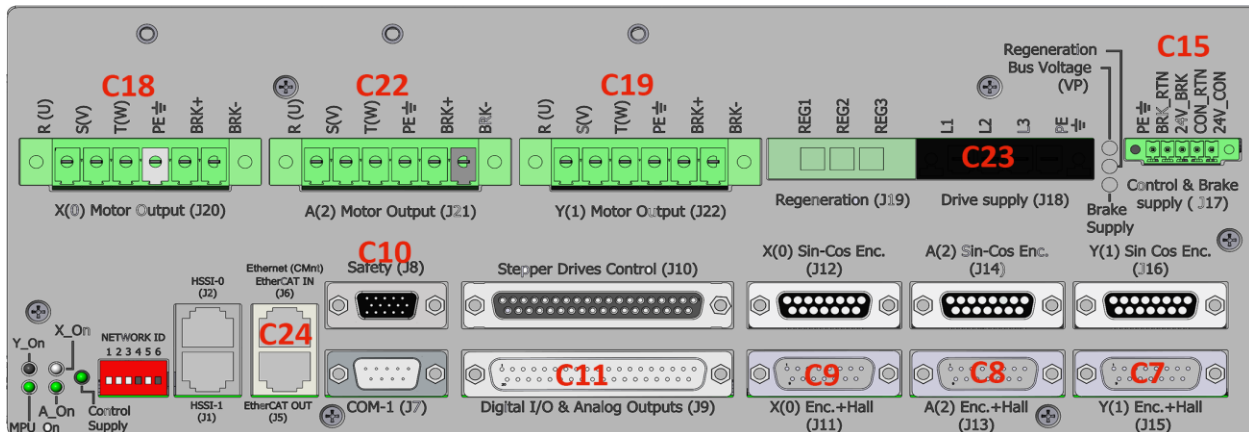 Regeneration
Bus Voltage
(VP)
C15
C18
C22
C19
R (U)
S(V)
T(W)
PE
BRK+
BRK-
R (U)
S(V)
T(W)
PE
BRK+
BRK-
R (U)
S(V)
T(W)
PE
BRK+
BRK-
REG1
REG2
REG3
L1
L2
L3
PE
C23
PE
BRK_RTN
24V_BRK
CON_RTN
24V_CON
X(0) Motor Output (J20)
A(2) Motor Output (J21)
Y(1) Motor Output (J22)
Regeneration (J19)
Drive supply (J18)
Brake
Supply
Control & Brake
supply ( J17)
HSSI-0
(J2)
Ethernet (CMnt)
EtherCAT IN
(J6)
C10
Safety (J8)
Stepper Drives Control (J10)
X(0) Sin-Cos Enc.
(J12)
A(2) Sin-Cos Enc.
(J14)
Y(1) Sin Cos Enc.
(J16)
Y_On
X_On
NETWORK ID
1 2 3 4 5 6
C24
C11
C9
C8
C7
MPU_On
A_On
Control
Supply
HSSI-1
(J1)
EtherCAT OUT
(J5)
COM-1 (J7)
Digital I/O & Analog Outputs (J9)
X(0) Enc.+Hall
(J11)
A(2) Enc.+Hall
(J13)
Y(1) Enc.+Hall
(J15)